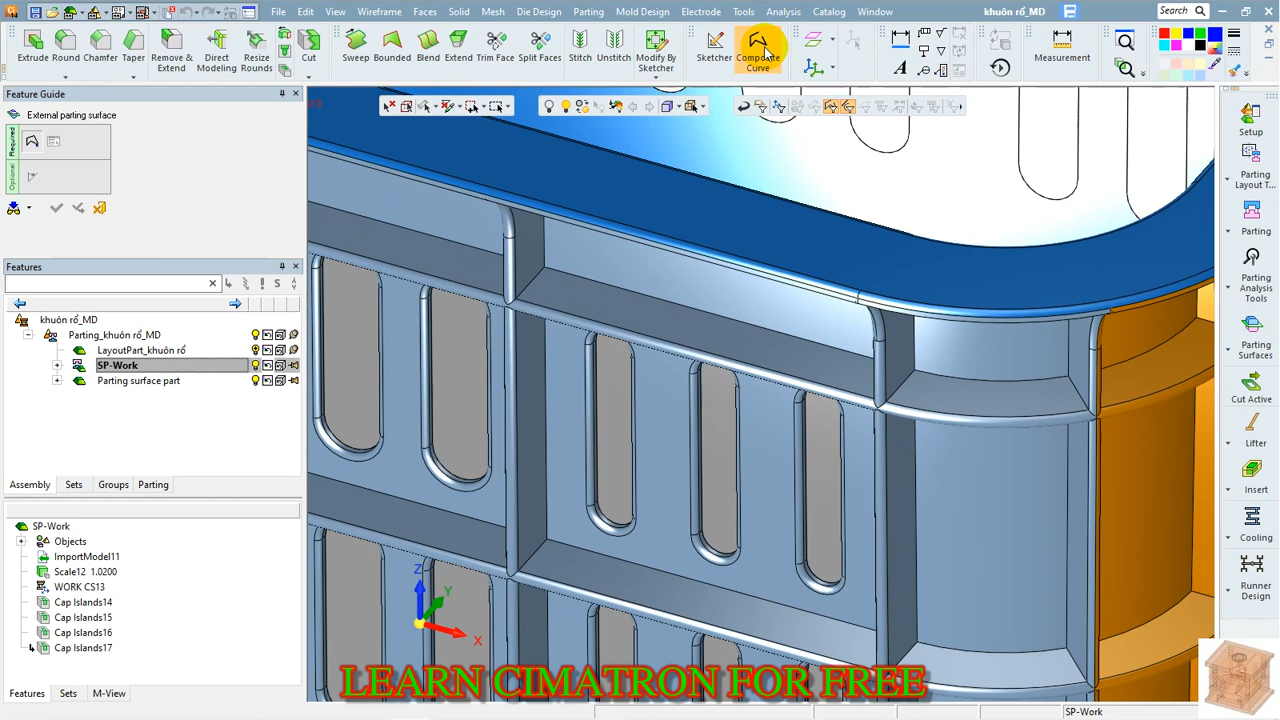 File Edit View Wireframe Faces Solid Mesh Die Design Parting Mold Design Electrode Tools Analysis Catalog Window khuôn rổ_MD Search
Extrude Round Chamfer Taper Remove & Extend Direct Modeling Resize Rounds Cut Sweep Bounded Blend Extend Trim Faces Split Faces Stitch Unstitch Modify By Sketcher Sketcher Composite Curve Measurement
Feature Guide
External parting surface
Required
Optional
Features
khuôn rổ_MD
Parting_khuôn rổ_MD
LayoutPart_khuôn rổ
SP-Work
Parting surface part
Assembly Sets Groups Parting
SP-Work
Objects
ImportModel11
Scale12 1.0200
WORK CS13
Cap Islands14
Cap Islands15
Cap Islands16
Cap Islands17
Features Sets M-View
Z
Y
X
Setup
Parting Layout T...
Parting
Parting Analysis Tools
Parting Surfaces
Cut Active
Lifter
Insert
Cooling
Runner Design
LEARN CIMATRON FOR FREE
SP-Work